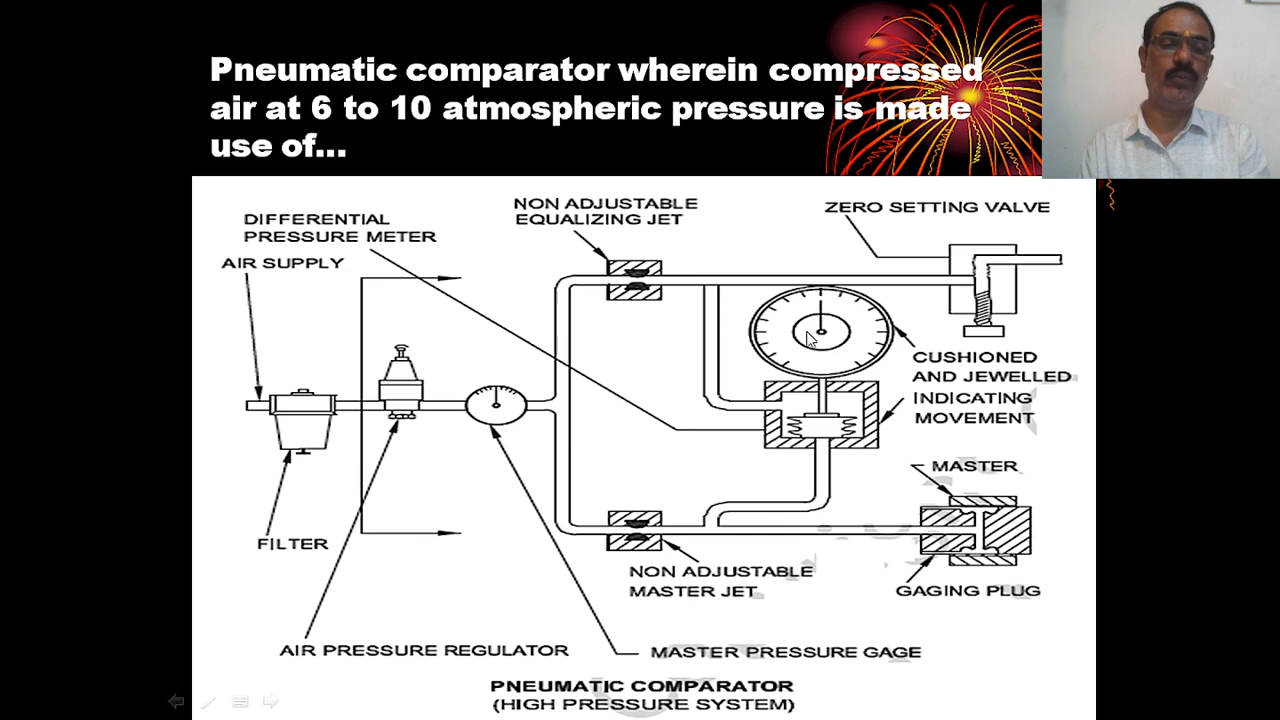 Pneumatic comparator wherein compressed
air at 6 to 10 atmospheric pressure is made
use of...
NON ADJUSTABLE
EQUALIZING JET
ZERO SETTING VALVE
DIFFERENTIAL
PRESSURE METER
AIR SUPPLY
CUSHIONED
AND JEWELLED
INDICATING
MOVEMENT
MASTER
FILTER
NON ADJUSTABLE
MASTER JET
GAGING PLUG
AIR PRESSURE REGULATOR
MASTER PRESSURE GAGE
PNEUMATIC COMPARATOR
(HIGH PRESSURE SYSTEM)